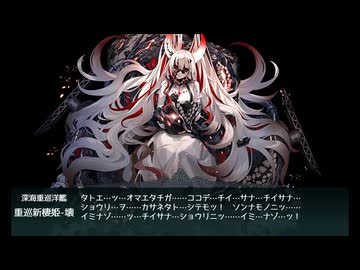 深海重巡洋艦
重巡新棲姫-壊
タトエ…ッ…オマエタチガ……ココデ…チイ…サナ…チイサナ…
ショウリ…ヲ……カサネタト…シテモッ！　ソンナモノニッ……
イミナゾ……ッ…チイサナ…ショウリニッ……イミ…ナゾ…ッ！